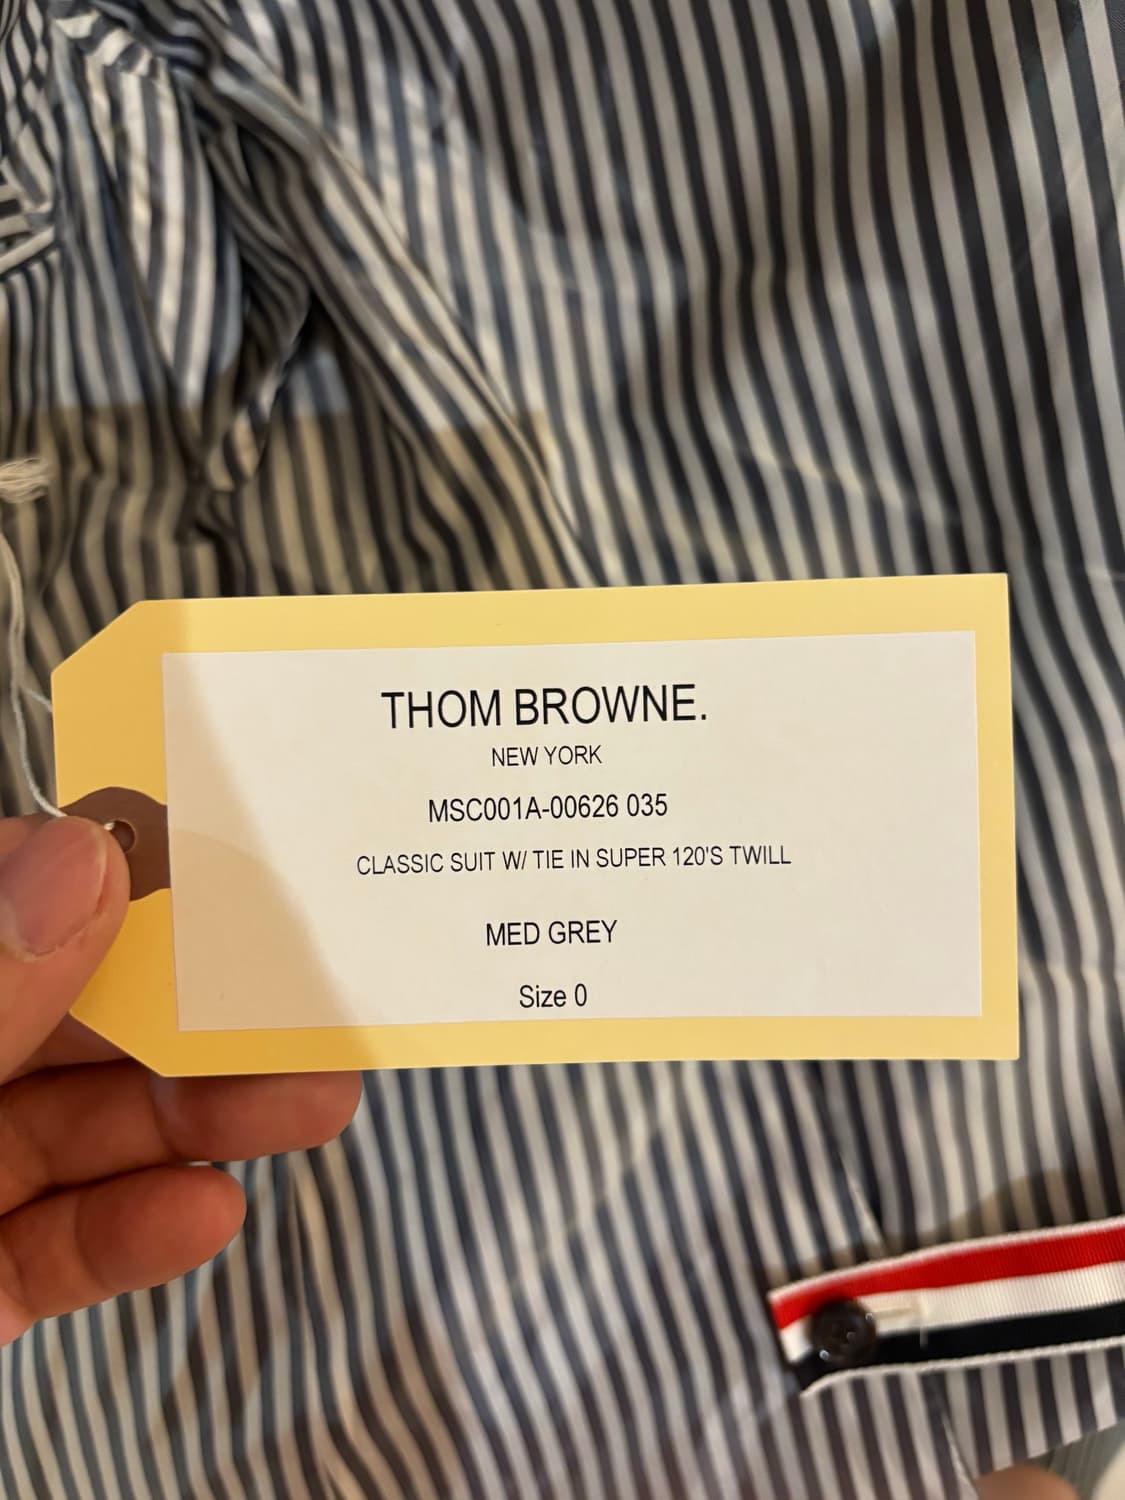 THOM BROWNE.
NEW YORK
MSC001A-00626 035
CLASSIC SUIT W/ TIE IN SUPER 120'S TWILL
MED GREY
Size 0